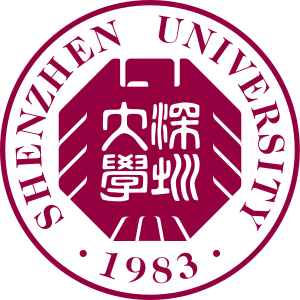 SHENZHEN UNIVERSITY
深圳
大學
· 1983 ·